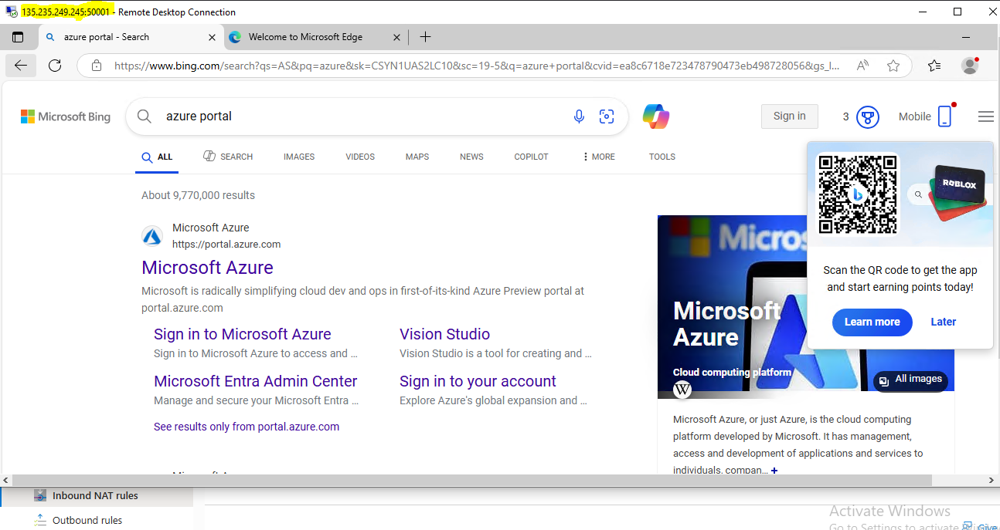 135.235.249.245:50001 - Remote Desktop Connection
azure portal - Search
Welcome to Microsoft Edge
https://www.bing.com/search?qs=AS&pq=azure&sk=CSYN1UAS2LC10&sc=19-5&q=azure+portal&cvid=ea8c6718e723478790473eb498728056&gs_l...
Microsoft Bing
azure portal
Sign in
3
Mobile
ALL
SEARCH
IMAGES
VIDEOS
MAPS
NEWS
COPILOT
MORE
TOOLS
About 9,770,000 results
Microsoft Azure
https://portal.azure.com
Microsoft Azure
Microsoft is radically simplifying cloud dev and ops in first-of-its-kind Azure Preview portal at
portal.azure.com
Sign in to Microsoft Azure
Sign in to Microsoft Azure to access and ...
Vision Studio
Vision Studio is a tool for creating and ...
Microsoft Entra Admin Center
Manage and secure your Microsoft Entra ...
Sign in to your account
Explore Azure's global expansion and ...
See results only from portal.azure.com
ROBLOX
Scan the QR code to get the app
and start earning points today!
Learn more
Later
Micros
Microsoft
Azure
Cloud computing platform
W
All images
Microsoft Azure, or just Azure, is the cloud computing
platform developed by Microsoft. It has management,
access and development of applications and services to
individuals, compan... +
Inbound NAT rules
Outbound rules
Activate Windows
Go to Settings to activate
Give